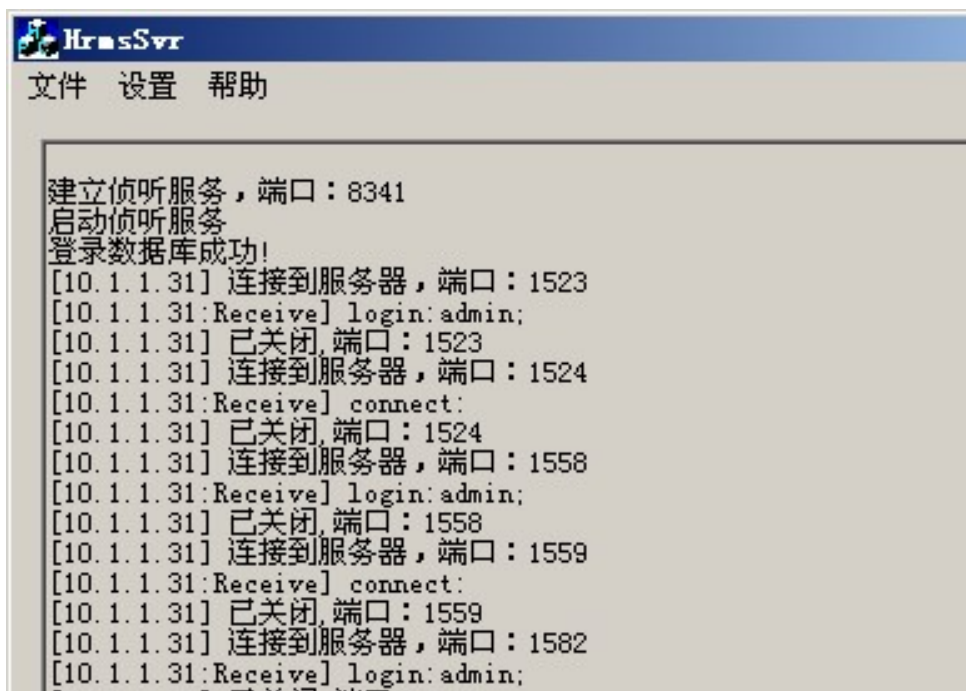 HrmsSvr
文件 设置 帮助
建立侦听服务，端口：8341
启动侦听服务
登录数据库成功!
[10.1.1.31] 连接到服务器，端口：1523
[10.1.1.31:Receive] login:admin;
[10.1.1.31] 已关闭,端口：1523
[10.1.1.31] 连接到服务器，端口：1524
[10.1.1.31:Receive] connect:
[10.1.1.31] 已关闭,端口：1524
[10.1.1.31] 连接到服务器，端口：1558
[10.1.1.31:Receive] login:admin;
[10.1.1.31] 已关闭,端口：1558
[10.1.1.31] 连接到服务器，端口：1559
[10.1.1.31:Receive] connect:
[10.1.1.31] 已关闭,端口：1559
[10.1.1.31] 连接到服务器，端口：1582
[10.1.1.31:Receive] login:admin;